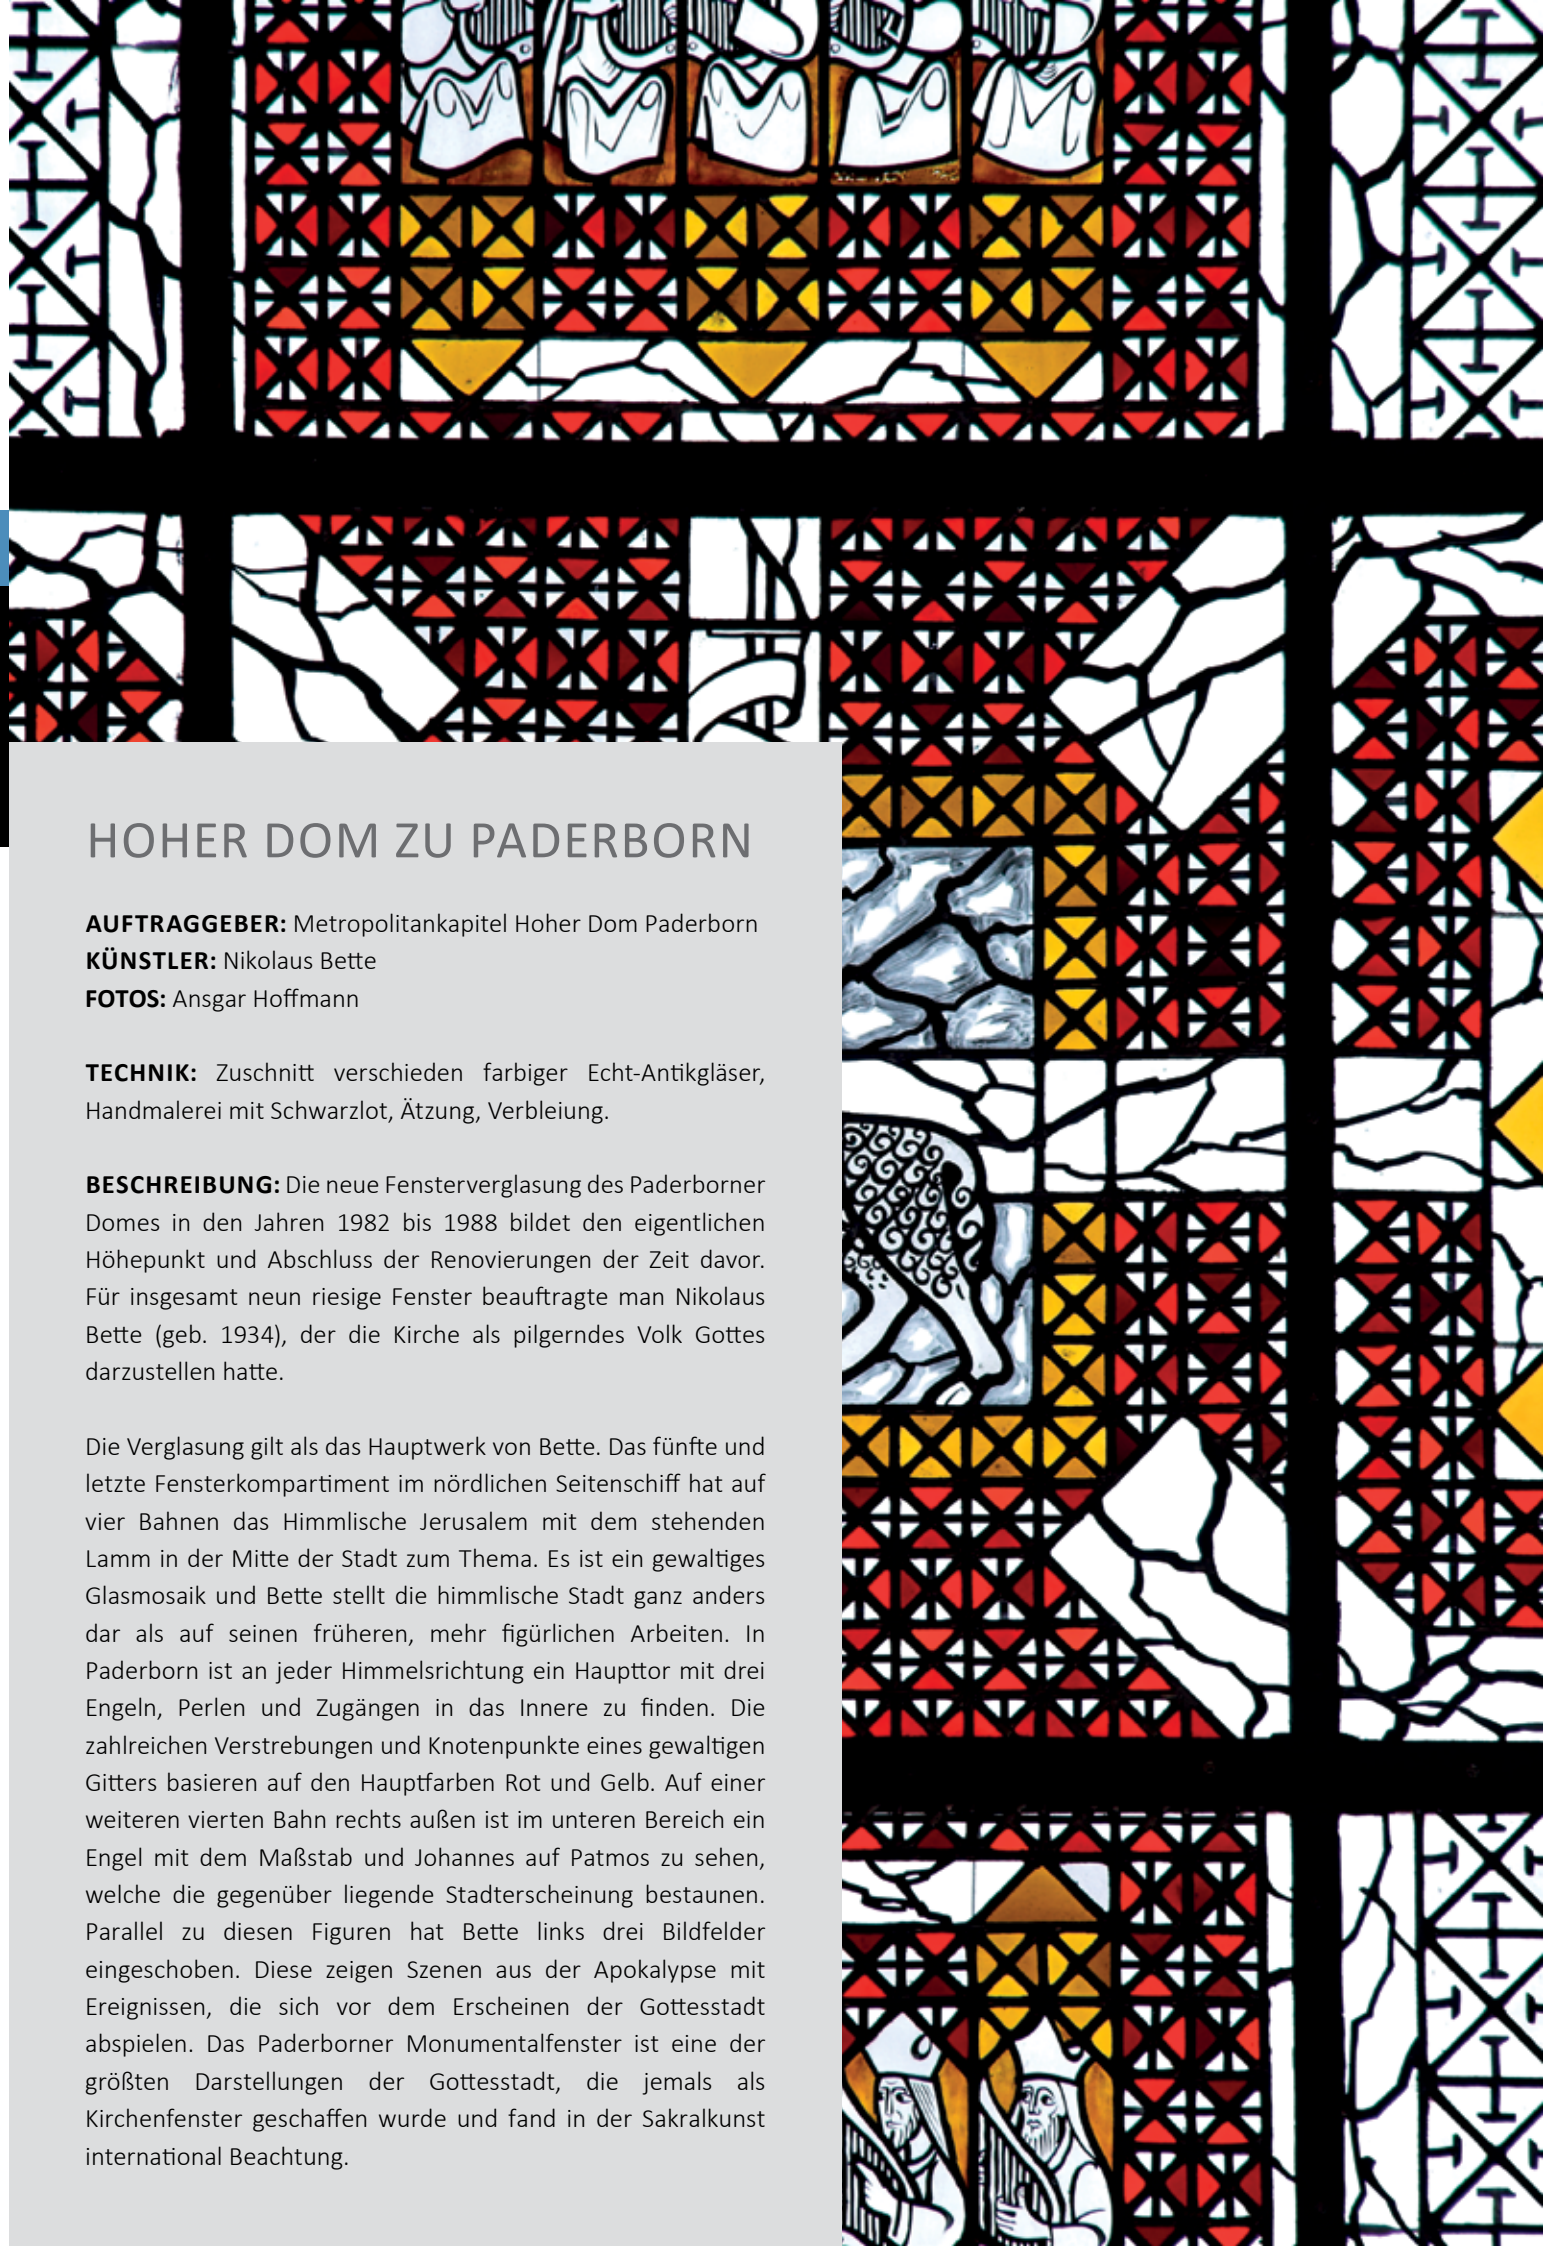 HOHER DOM ZU PADERBORN
AUFTRAGGEBER: Metropolitankapitel Hoher Dom Paderborn
KÜNSTLER: Nikolaus Bette
FOTOS: Ansgar Hoffmann
TECHNIK: Zuschnitt verschieden farbiger Echt-Antikgläser,
Handmalerei mit Schwarzlot, Ätzung, Verbleiung.
BESCHREIBUNG: Die neue Fensterverglasung des Paderborner
Domes in den Jahren 1982 bis 1988 bildet den eigentlichen
Höhepunkt und Abschluss der Renovierungen der Zeit davor.
Für insgesamt neun riesige Fenster beauftragte man Nikolaus
Bette (geb. 1934), der die Kirche als pilgerndes Volk Gottes
darzustellen hatte.
Die Verglasung gilt als das Hauptwerk von Bette. Das fünfte und
letzte Fensterkompartiment im nördlichen Seitenschiff hat auf
vier Bahnen das Himmlische Jerusalem mit dem stehenden
Lamm in der Mitte der Stadt zum Thema. Es ist ein gewaltiges
Glasmosaik und Bette stellt die himmlische Stadt ganz anders
dar als auf seinen früheren, mehr figürlichen Arbeiten. In
Paderborn ist an jeder Himmelsrichtung ein Haupttor mit drei
Engeln, Perlen und Zugängen in das Innere zu finden. Die
zahlreichen Verstrebungen und Knotenpunkte eines gewaltigen
Gitters basieren auf den Hauptfarben Rot und Gelb. Auf einer
weiteren vierten Bahn rechts außen ist im unteren Bereich ein
Engel mit dem Maßstab und Johannes auf Patmos zu sehen,
welche die gegenüber liegende Stadterscheinung bestaunen.
Parallel zu diesen Figuren hat Bette links drei Bildfelder
eingeschoben. Diese zeigen Szenen aus der Apokalypse mit
Ereignissen, die sich vor dem Erscheinen der Gottesstadt
abspielen. Das Paderborner Monumentalfenster ist eine der
größten Darstellungen der Gottesstadt, die jemals als
Kirchenfenster geschaffen wurde und fand in der Sakralkunst
international Beachtung.